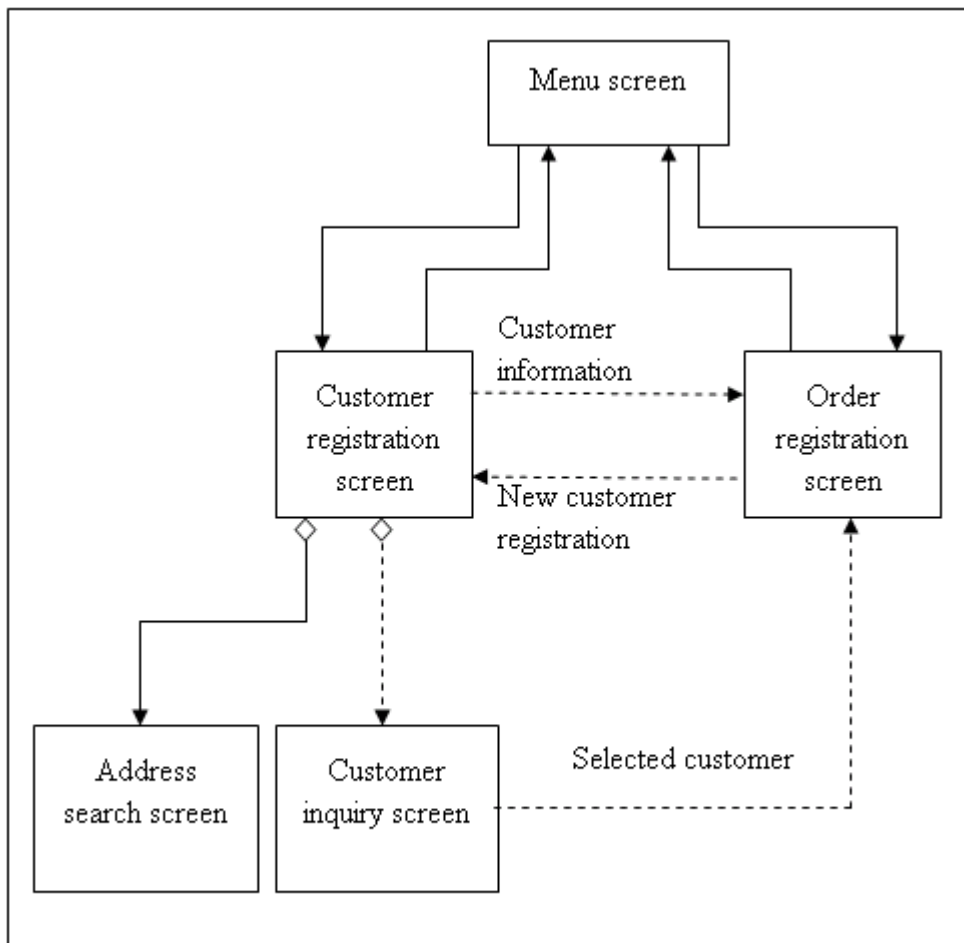 Menu screen
Customer
information
Customer
registration
screen
Order
registration
screen
New customer
registration
Address
search screen
Customer
inquiry screen
Selected customer